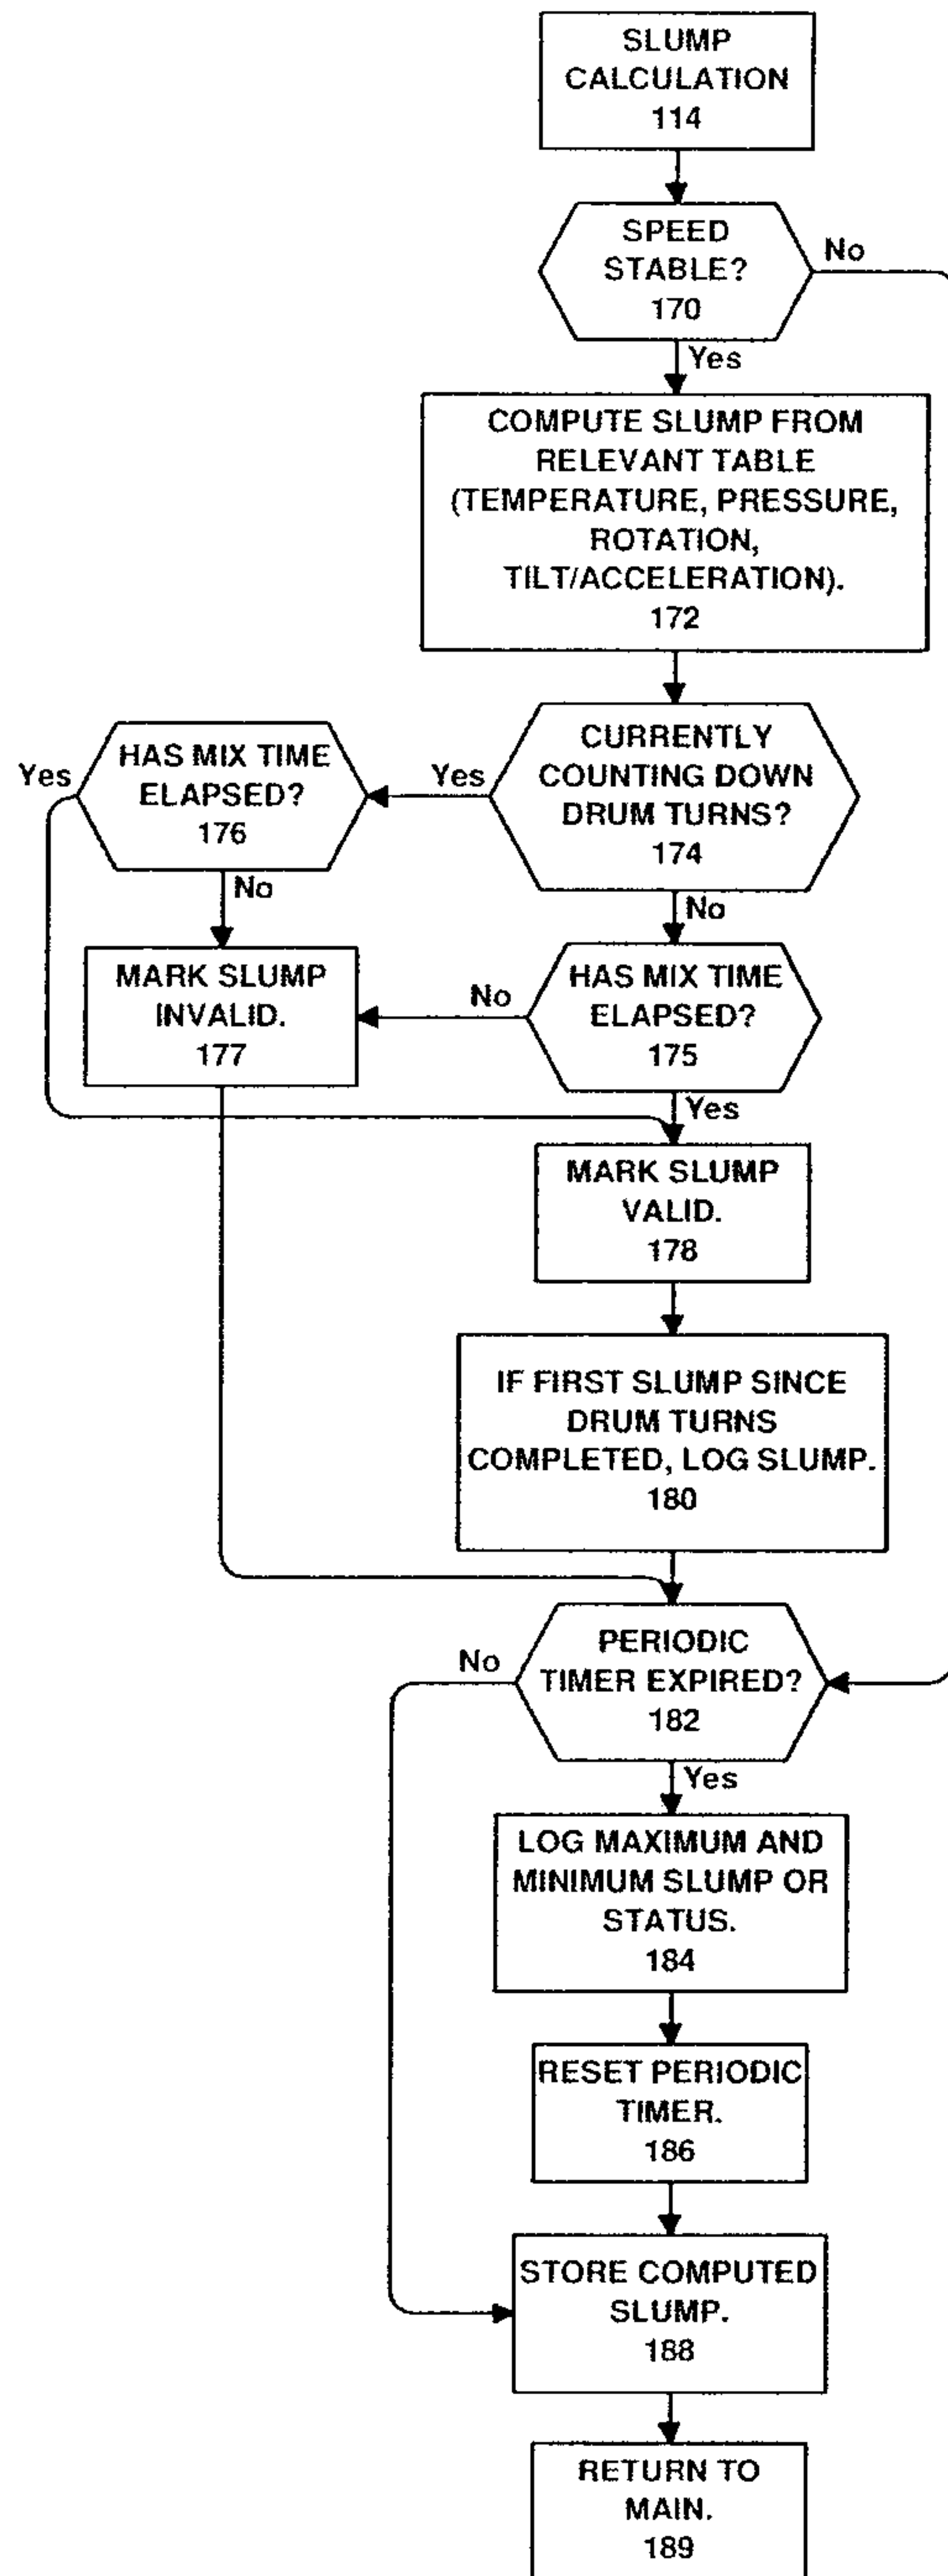 SLUMP
CALCULATION
114
SPEED
STABLE?
170
No
Yes
COMPUTE SLUMP FROM
RELEVANT TABLE
(TEMPERATURE, PRESSURE,
ROTATION,
TILT/ACCELERATION).
172
CURRENTLY
COUNTING DOWN
DRUM TURNS?
174
Yes
No
HAS MIX TIME
ELAPSED?
176
Yes
No
MARK SLUMP
INVALID.
177
HAS MIX TIME
ELAPSED?
175
No
Yes
MARK SLUMP
VALID.
178
IF FIRST SLUMP SINCE
DRUM TURNS
COMPLETED, LOG SLUMP.
180
PERIODIC
TIMER EXPIRED?
182
No
Yes
LOG MAXIMUM AND
MINIMUM SLUMP OR
STATUS.
184
RESET PERIODIC
TIMER.
186
STORE COMPUTED
SLUMP.
188
RETURN TO
MAIN.
189